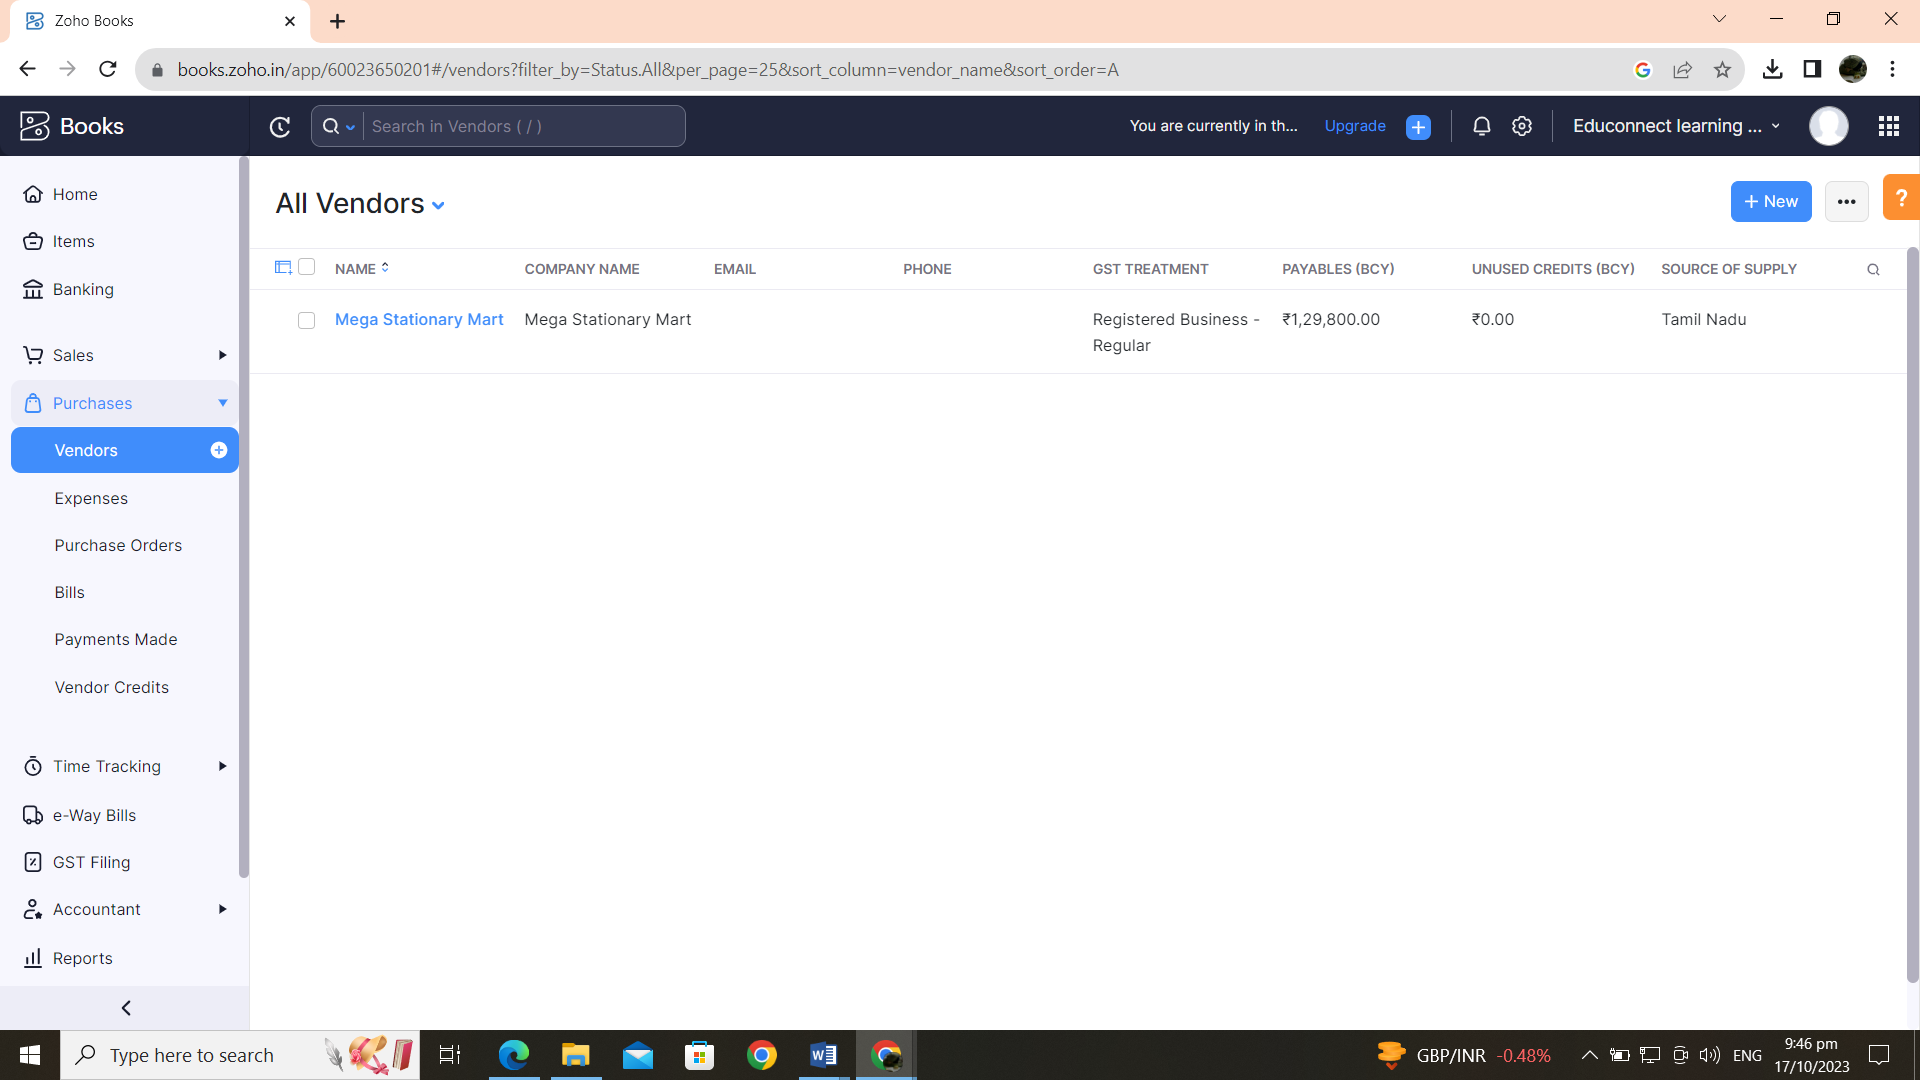 Zoho Books
books.zoho.in/app/60023650201#/vendors?filter_by=Status.All&per_page=25&sort_column=vendor_name&sort_order=A
Books
Search in Vendors ( / )
You are currently in th...
Upgrade
Educonnect learning ...
Home
Items
Banking
Sales
Purchases
Vendors
Expenses
Purchase Orders
Bills
Payments Made
Vendor Credits
Time Tracking
e-Way Bills
GST Filing
Accountant
Reports
All Vendors
+ New
?
NAME COMPANY NAME EMAIL PHONE GST TREATMENT PAYABLES (BCY) UNUSED CREDITS (BCY) SOURCE OF SUPPLY
Mega Stationary Mart Mega Stationary Mart Registered Business - ₹1,29,800.00 ₹0.00 Tamil Nadu
Regular
Type here to search
GBP/INR -0.48%
ENG
9:46 pm
17/10/2023